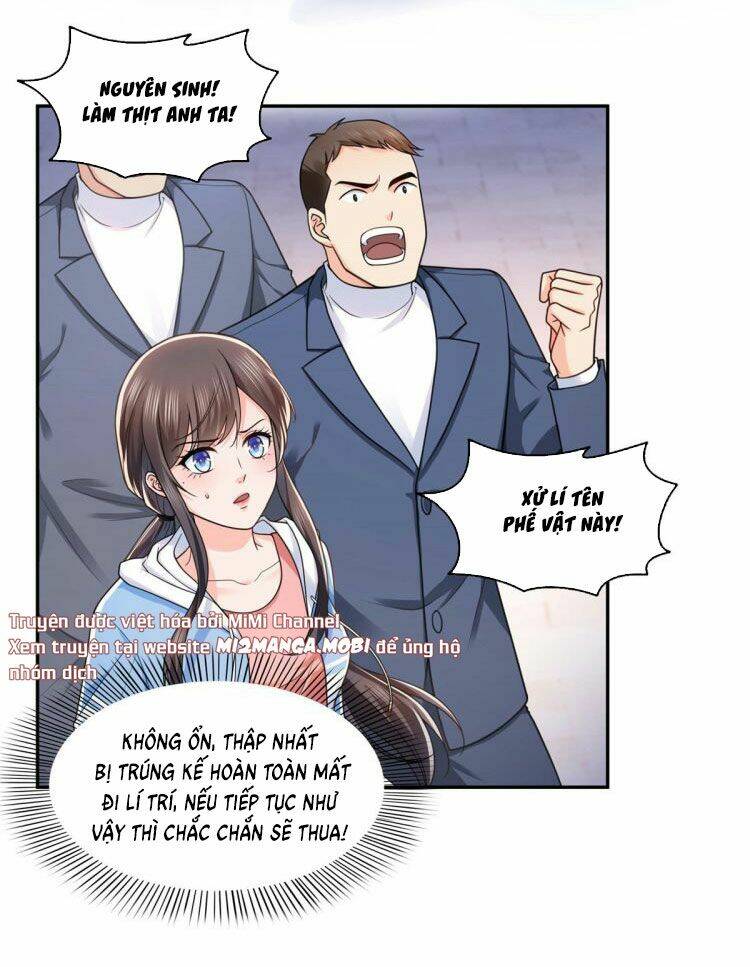 NGUYÊN SINH!
LÀM THỊT ANH TA!
XỬ LÍ TÊN
PHẾ VẬT NÀY!
Truyện được việt hóa bởi MiMi Channel
Xem truyện tại website MI2MANGA.MOBI để ủng hộ
nhóm dịch
KHÔNG ỔN, THẬP NHẤT
BỊ TRÚNG KẾ HOÀN TOÀN MẤT
ĐI LÍ TRÍ, NẾU TIẾP TỤC NHƯ
VẬY THÌ CHẮC CHẮN SẼ THUA!